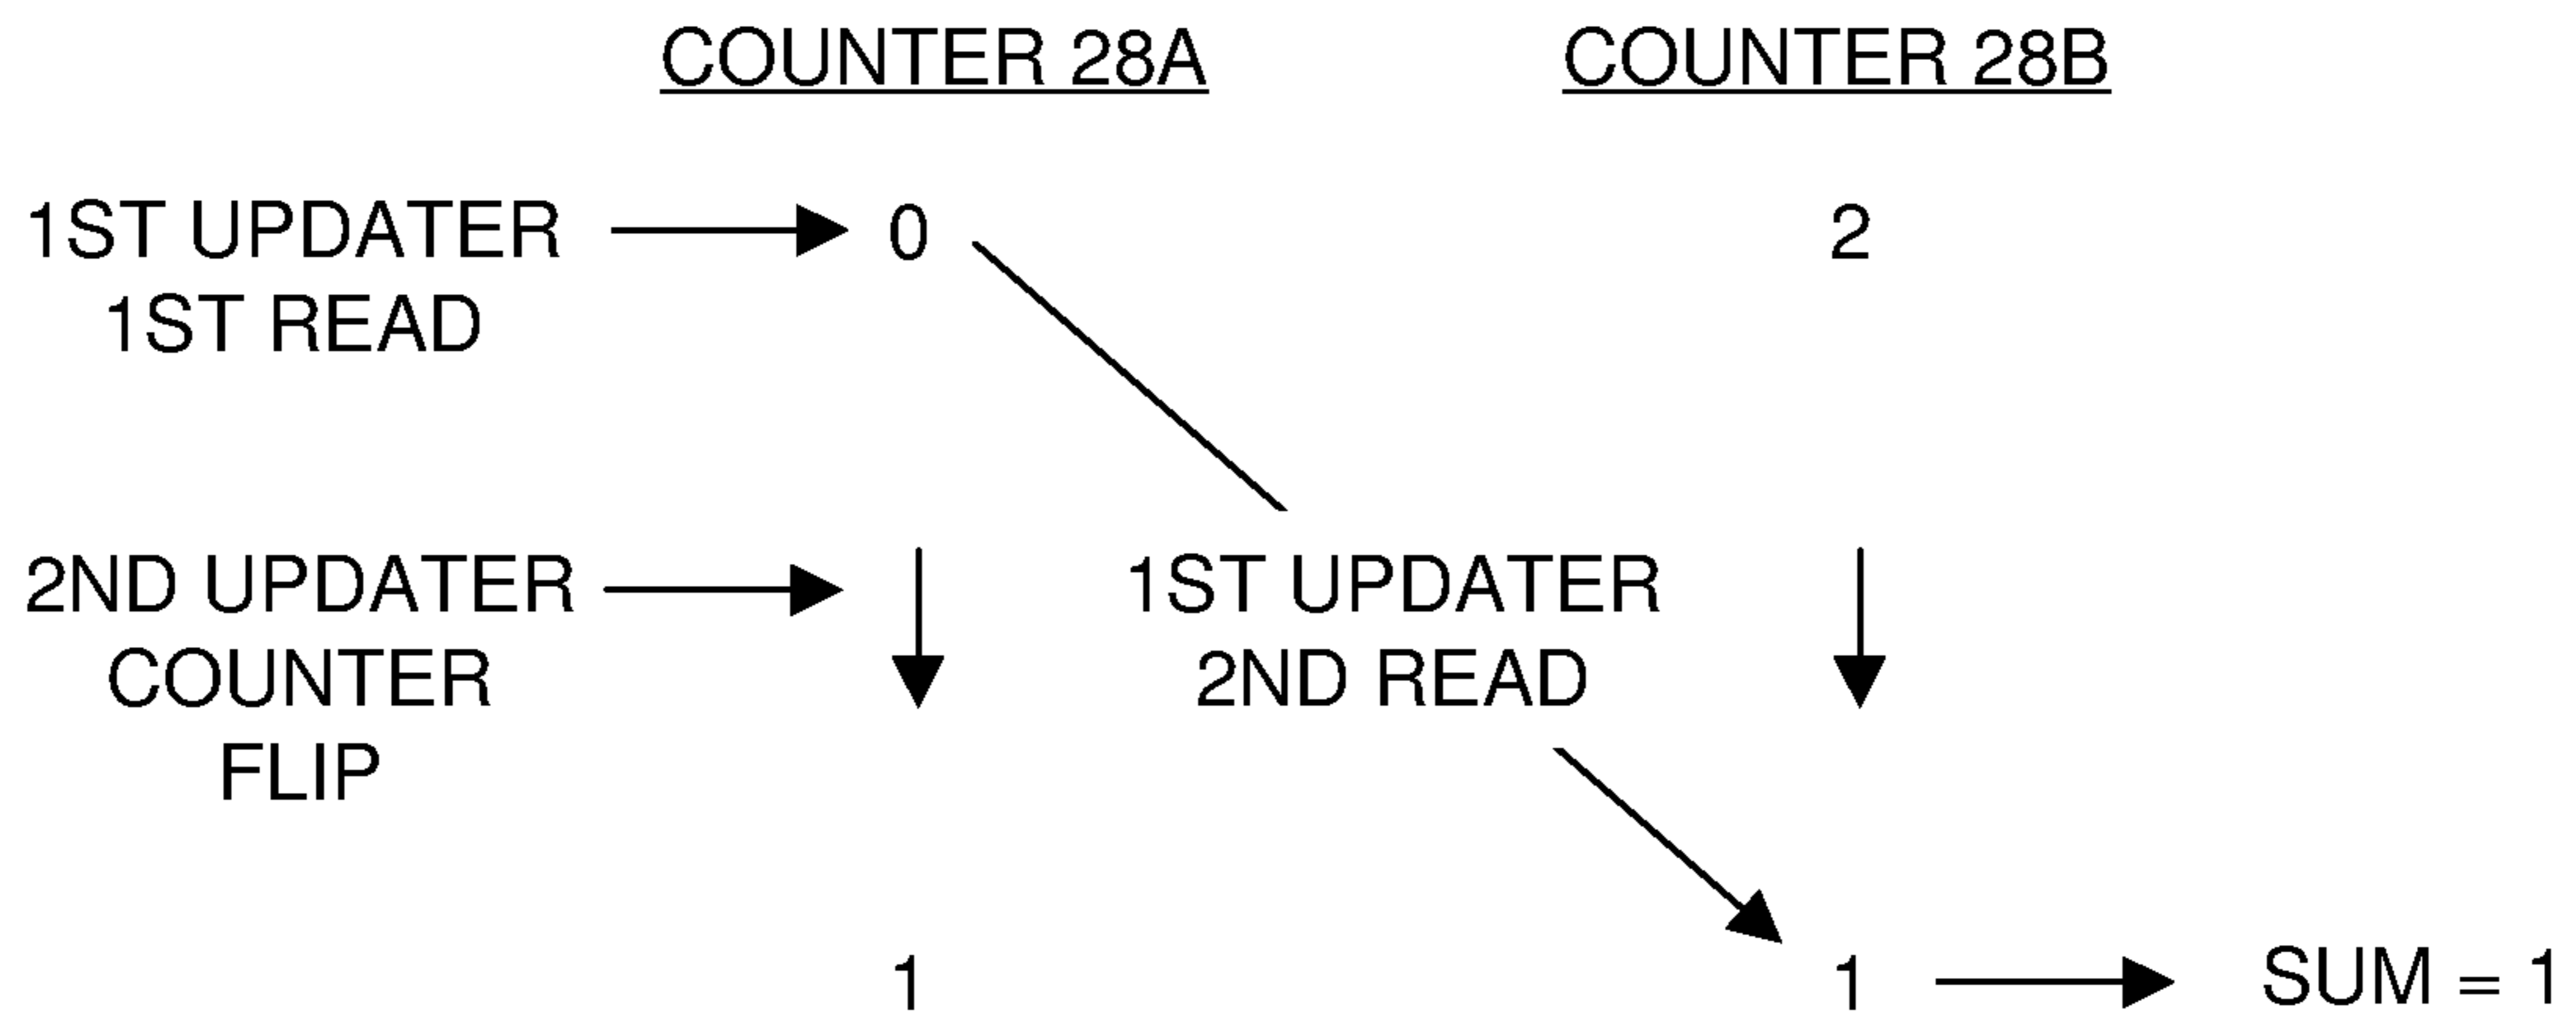 COUNTER 28A
COUNTER 28B
1ST UPDATER
1ST READ
0
2
2ND UPDATER
COUNTER
FLIP
1ST UPDATER
2ND READ
1
1
SUM = 1